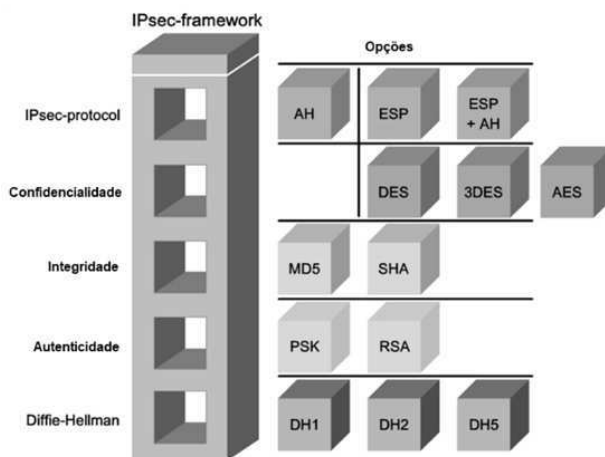 IPsec-framework
Opções
IPsec-protocol
AH
ESP
ESP
+ AH
Confidencialidade
DES
3DES
AES
Integridade
MD5
SHA
Autenticidade
PSK
RSA
Diffie-Hellman
DH1
DH2
DH5